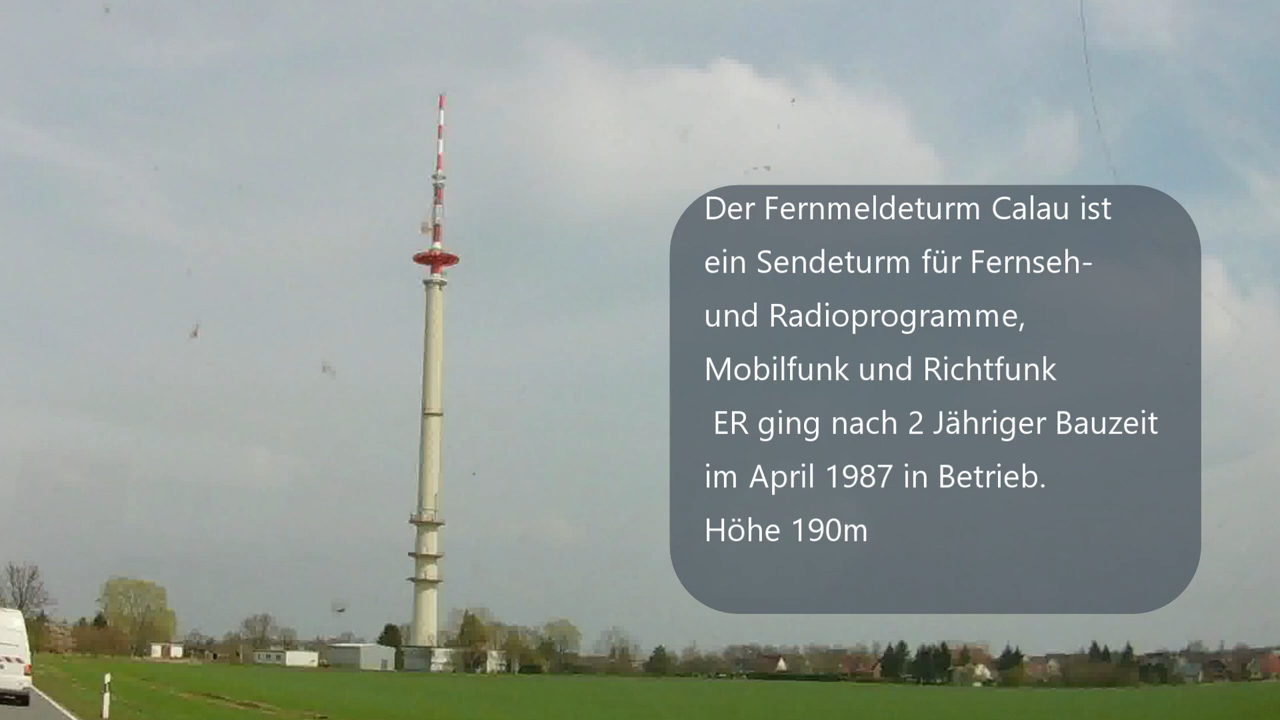 Der Fernmeldeturm Calau ist
ein Sendeturm für Fernseh-
und Radioprogramme,
Mobilfunk und Richtfunk
ER ging nach 2 Jähriger Bauzeit
im April 1987 in Betrieb.
Höhe 190m